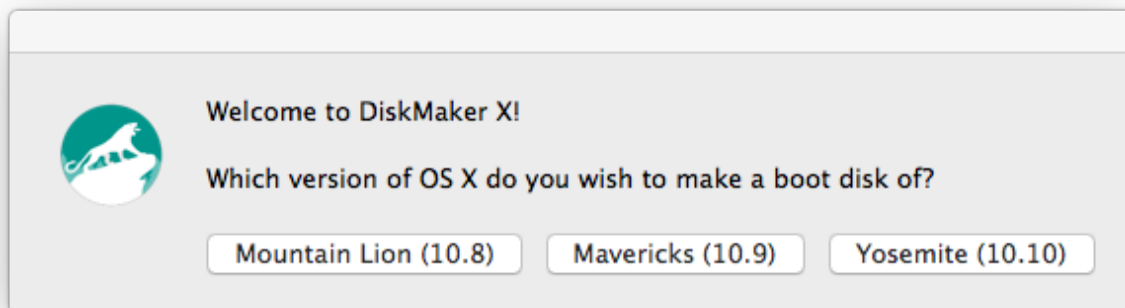 Welcome to DiskMaker X!
Which version of OS X do you wish to make a boot disk of?
Mountain Lion (10.8) Mavericks (10.9) Yosemite (10.10)